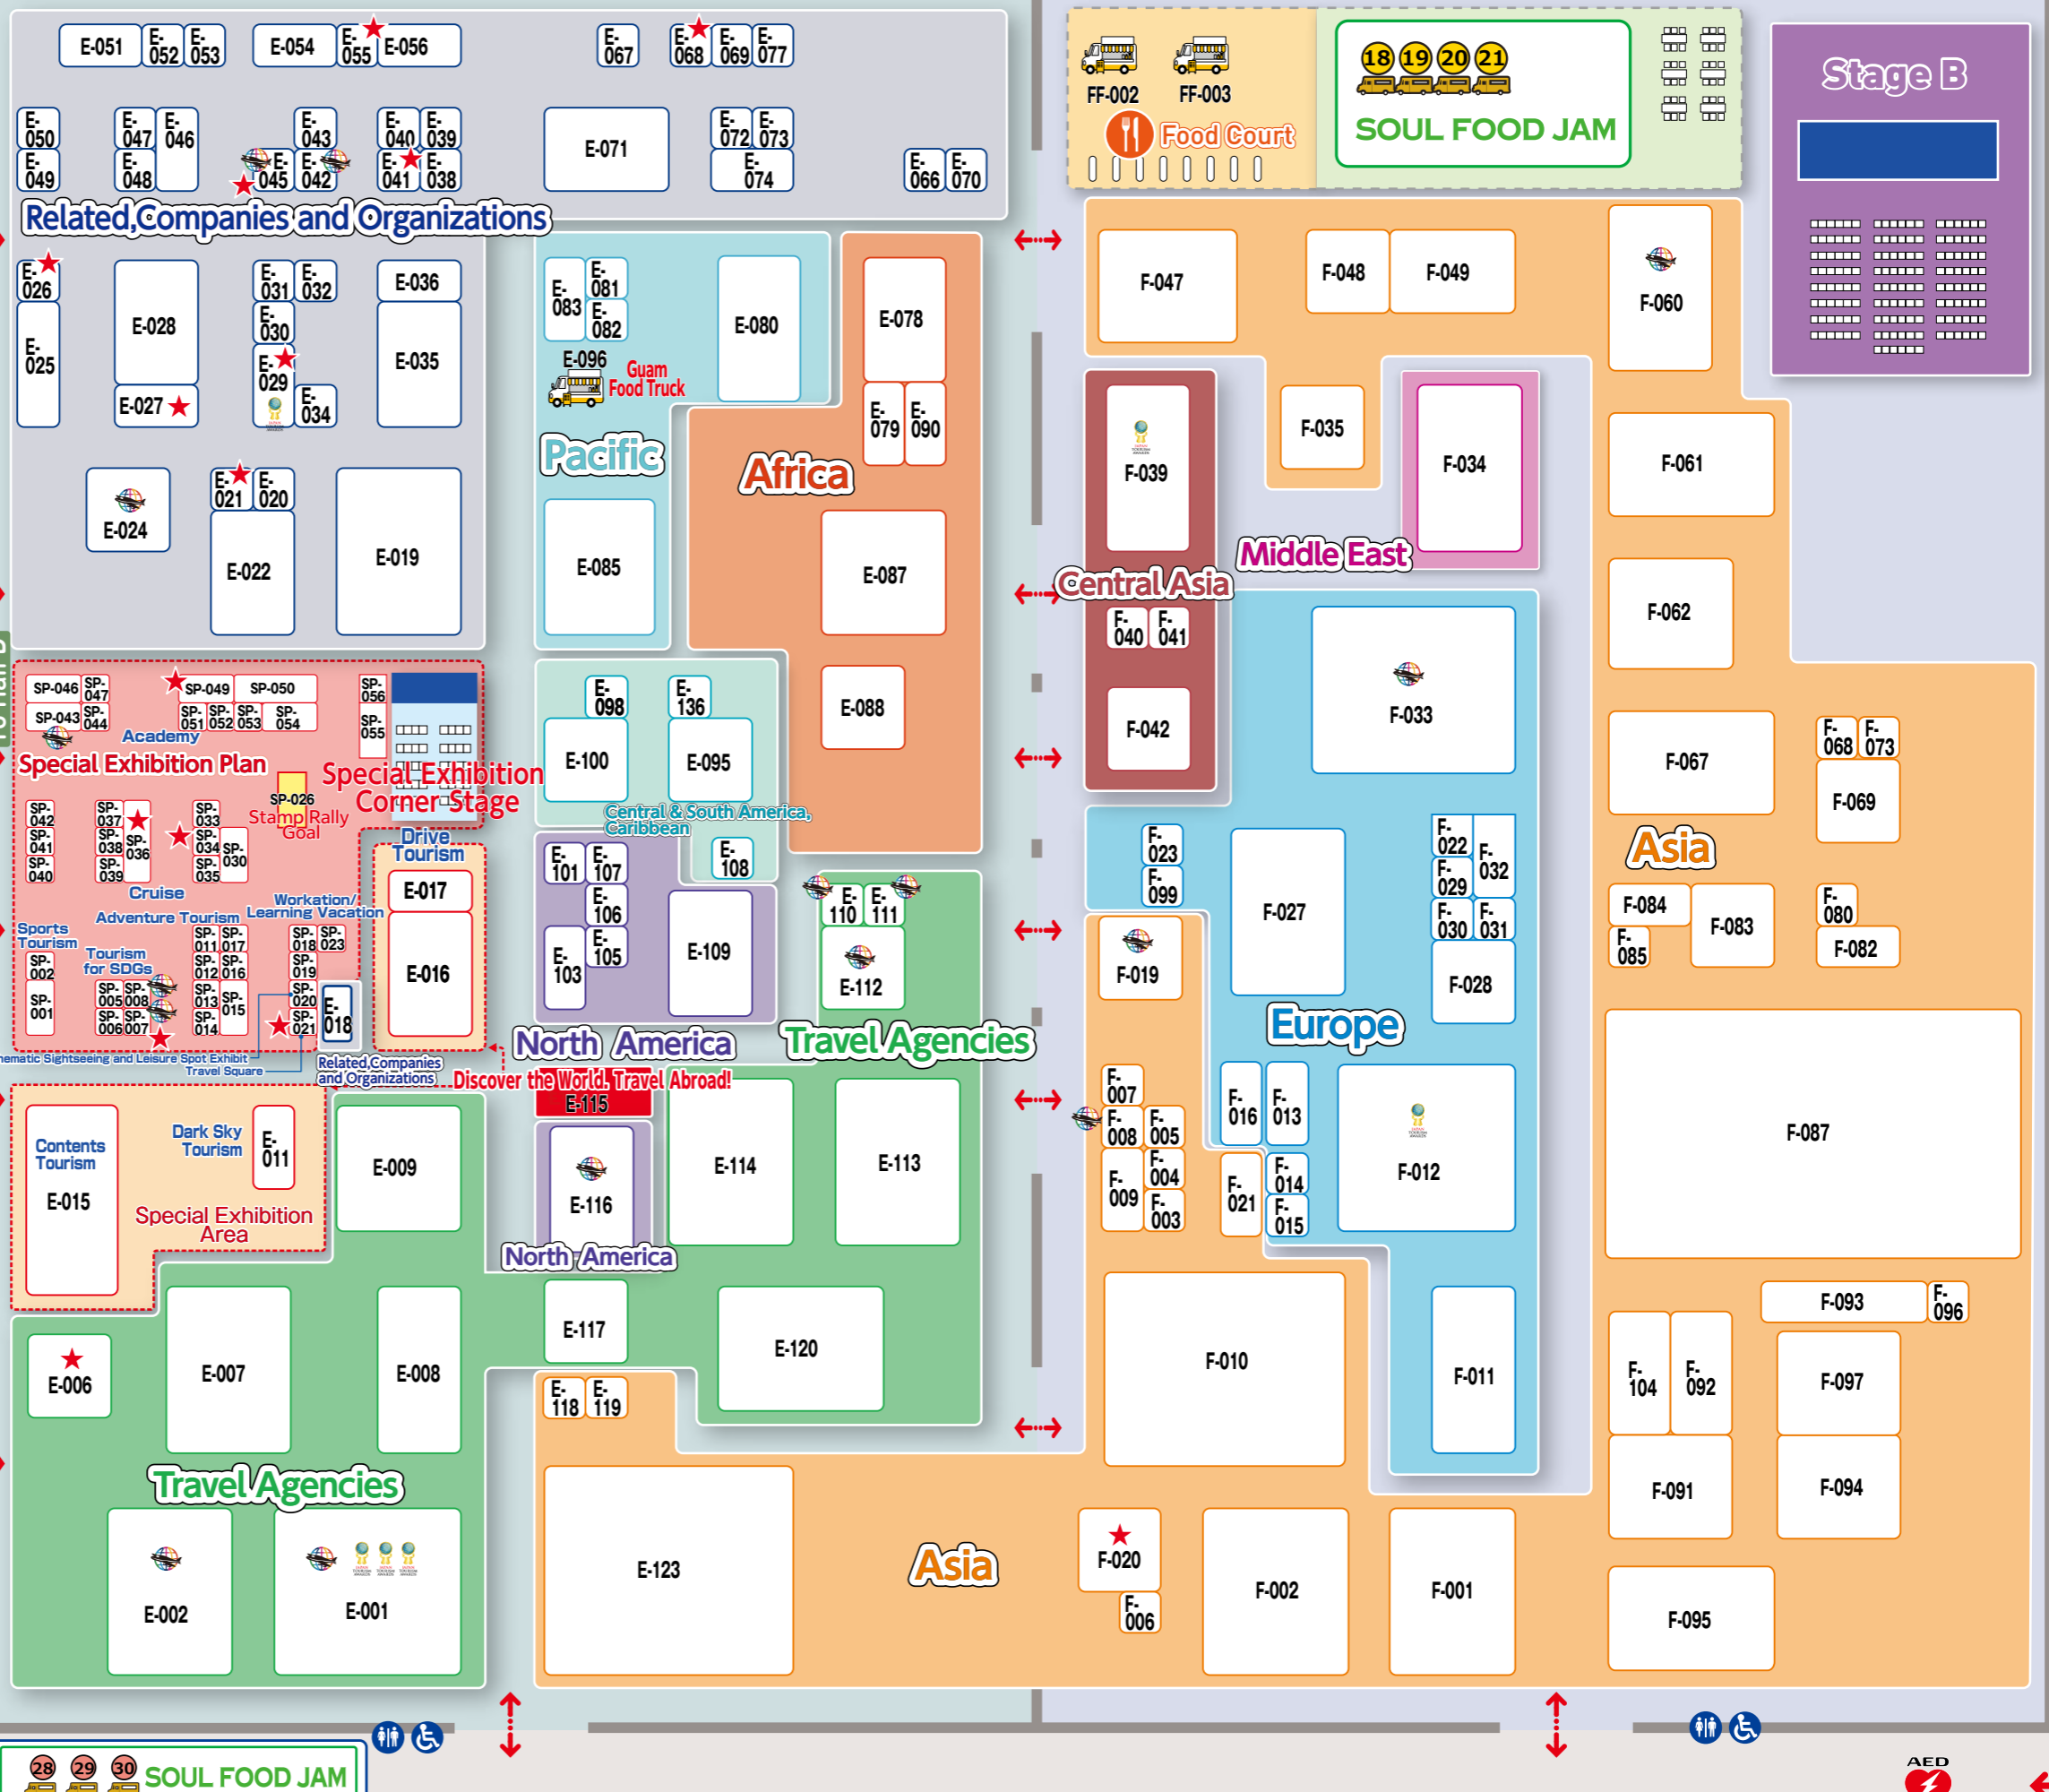 E-051
E-052
E-053
E-054
E-055
E-056
E-067
E-068
E-069
E-077
FF-002
FF-003
Food Court
18 19 20 21
SOUL FOOD JAM
Stage B
E-050
E-049
E-047
E-048
E-046
E-043
E-045
E-042
E-040
E-039
E-041
E-038
E-071
E-072
E-073
E-074
E-066
E-070
Related,Companies and Organizations
E-026
E-025
E-028
E-027
E-031
E-032
E-030
E-029
E-034
E-036
E-035
E-024
E-021
E-020
E-022
E-019
E-083
E-081
E-082
E-080
E-096
Guam
Food Truck
Pacific
E-085
E-078
E-079
E-090
Africa
E-087
E-088
F-047
F-048
F-049
F-060
F-035
F-039
F-034
Middle East
Central Asia
F-040
F-041
F-042
F-033
F-061
F-062
F-067
F-068
F-073
F-069
Asia
F-084
F-085
F-083
F-080
F-082
SP-046
SP-047
SP-043
SP-044
SP-049
SP-050
SP-051
SP-052
SP-053
SP-054
SP-056
SP-055
Academy
Special Exhibition Plan
Special Exhibition
Corner Stage
SP-026
Stamp Rally
Goal
SP-042
SP-041
SP-040
SP-037
SP-038
SP-039
SP-036
SP-033
SP-034
SP-035
SP-030
Cruise
Drive
Tourism
E-017
E-016
Workation/
Learning Vacation
Adventure Tourism
Sports
Tourism
SP-002
SP-001
Tourism
for SDGs
SP-005
SP-008
SP-006
SP-007
SP-011
SP-017
SP-012
SP-016
SP-013
SP-014
SP-015
SP-018
SP-023
SP-019
SP-020
SP-021
E-018
Sightseeing and Leisure Spot Exhibit
Travel Square
Related,Companies
and Organizations
E-098
E-136
E-100
E-095
Central & South America,
Caribbean
E-108
E-101
E-107
E-106
E-103
E-105
E-109
North America
E-110
E-111
E-112
Travel Agencies
Discover the World. Travel Abroad!
E-115
E-116
North America
E-114
E-113
E-117
E-120
E-118
E-119
E-123
Contents
Tourism
E-015
Dark Sky
Tourism
E-011
Special Exhibition
Area
E-009
E-006
E-007
E-008
Travel Agencies
E-002
E-001
F-023
F-099
F-027
F-022
F-029
F-032
F-030
F-031
F-028
F-019
Europe
F-007
F-008
F-005
F-009
F-004
F-003
F-016
F-013
F-021
F-014
F-015
F-012
F-010
F-011
F-087
F-093
F-096
F-104
F-092
F-097
F-091
F-094
F-095
Asia
F-020
F-006
F-002
F-001
28 29 30
SOUL FOOD JAM
AED